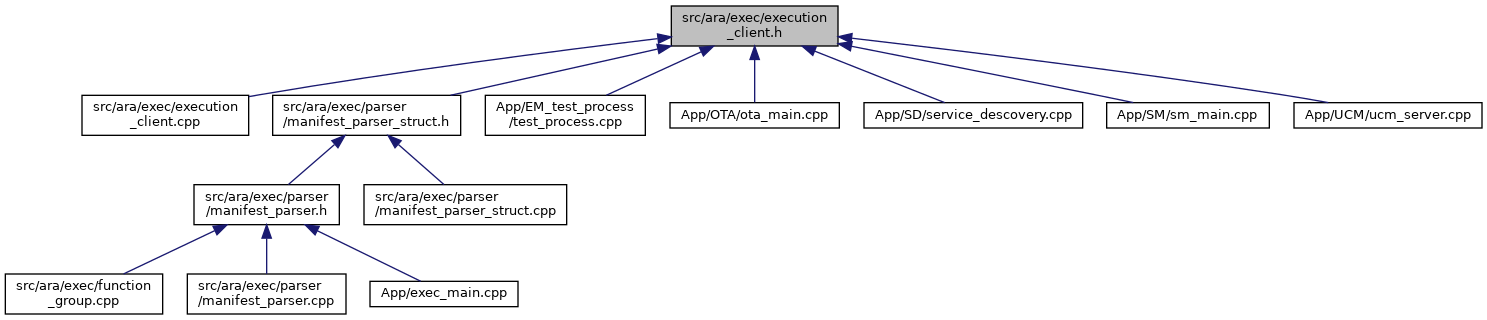 src/ara/exec/execution
_client.h
src/ara/exec/execution
_client.cpp
src/ara/exec/parser
/manifest_parser_struct.h
App/EM_test_process
/test_process.cpp
App/OTA/ota_main.cpp
App/SD/service_descovery.cpp
App/SM/sm_main.cpp
App/UCM/ucm_server.cpp
src/ara/exec/parser
/manifest_parser.h
src/ara/exec/parser
/manifest_parser_struct.cpp
src/ara/exec/function
_group.cpp
src/ara/exec/parser
/manifest_parser.cpp
App/exec_main.cpp